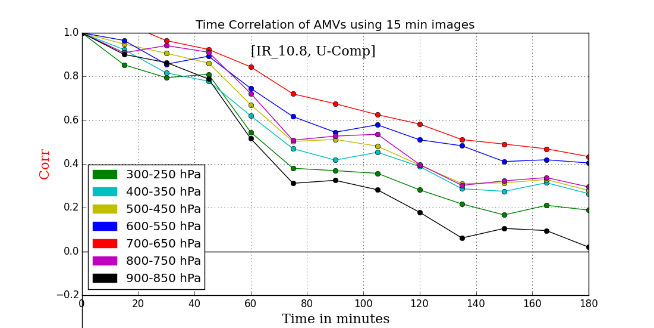 Time Correlation of AMVs using 15 min images
[IR_10.8, U-Comp]
Corr
1.0
0.8
0.6
0.4
0.2
0.0
−0.2
300-250 hPa
400-350 hPa
500-450 hPa
600-550 hPa
700-650 hPa
800-750 hPa
900-850 hPa
0 20 40 60 80 100 120 140 160 180
Time in minutes